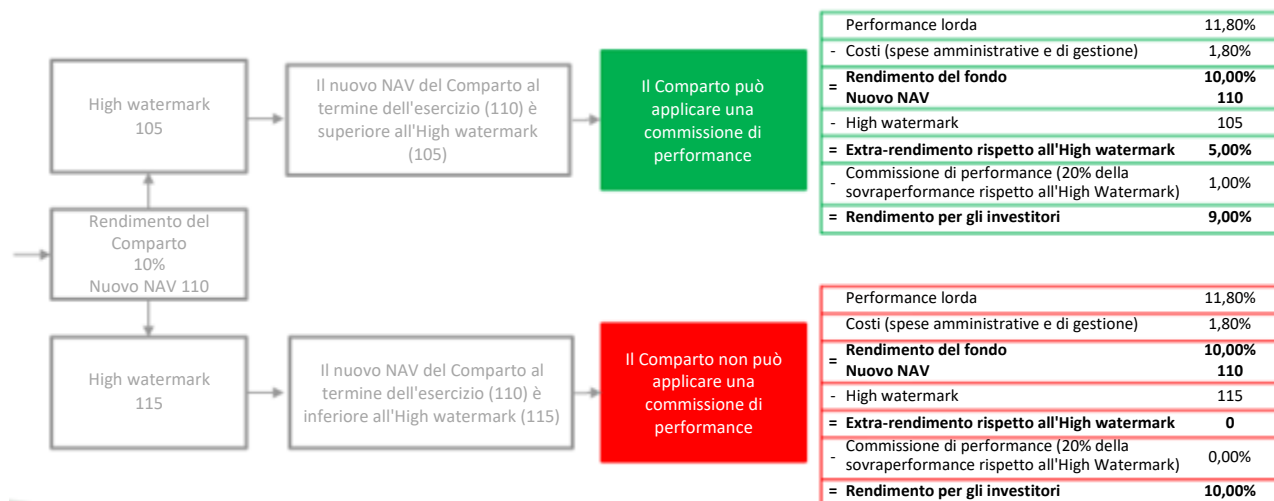 High watermark
105
Il nuovo NAV del Comparto al
termine dell'esercizio (110) è
superiore all'High watermark
(105)
Il Comparto può
applicare una
commissione di
performance
Performance lorda 11,80%
- Costi (spese amministrative e di gestione) 1,80%
= Rendimento del fondo 10,00%
Nuovo NAV 110
- High watermark 105
= Extra-rendimento rispetto all'High watermark 5,00%
- Commissione di performance (20% della
sovraperformance rispetto all'High Watermark) 1,00%
= Rendimento per gli investitori 9,00%
Rendimento del
Comparto
10%
Nuovo NAV 110
High watermark
115
Il nuovo NAV del Comparto al
termine dell'esercizio (110) è
inferiore all'High watermark (115)
Il Comparto non può
applicare una
commissione di
performance
Performance lorda 11,80%
Costi (spese amministrative e di gestione) 1,80%
= Rendimento del fondo 10,00%
Nuovo NAV 110
- High watermark 115
= Extra-rendimento rispetto all'High watermark 0
- Commissione di performance (20% della
sovraperformance rispetto all'High Watermark) 0,00%
= Rendimento per gli investitori 10,00%